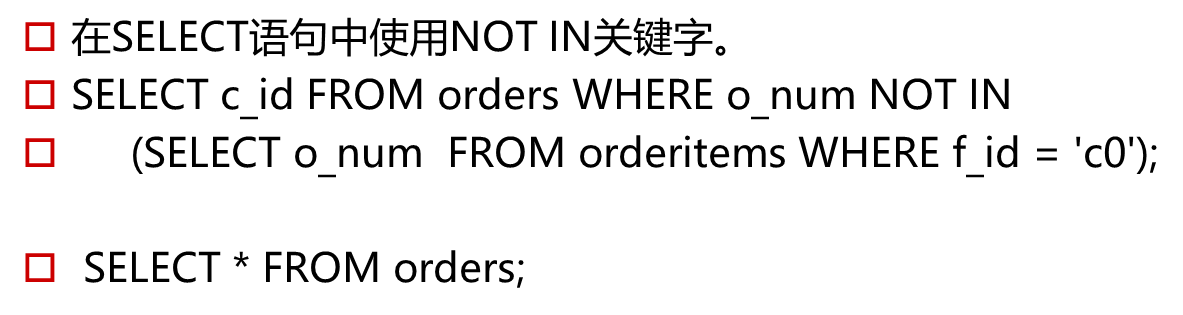 在SELECT语句中使用NOT IN关键字。
SELECT c_id FROM orders WHERE o_num NOT IN
(SELECT o_num  FROM orderitems WHERE f_id = 'c0');
SELECT * FROM orders;